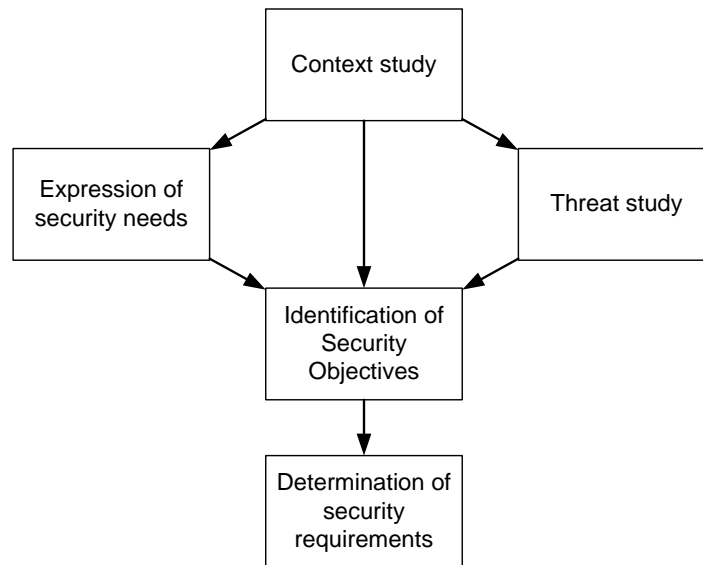 Context study
Expression of
security needs
Threat study
Identification of
Security
Objectives
Determination of
security
requirements